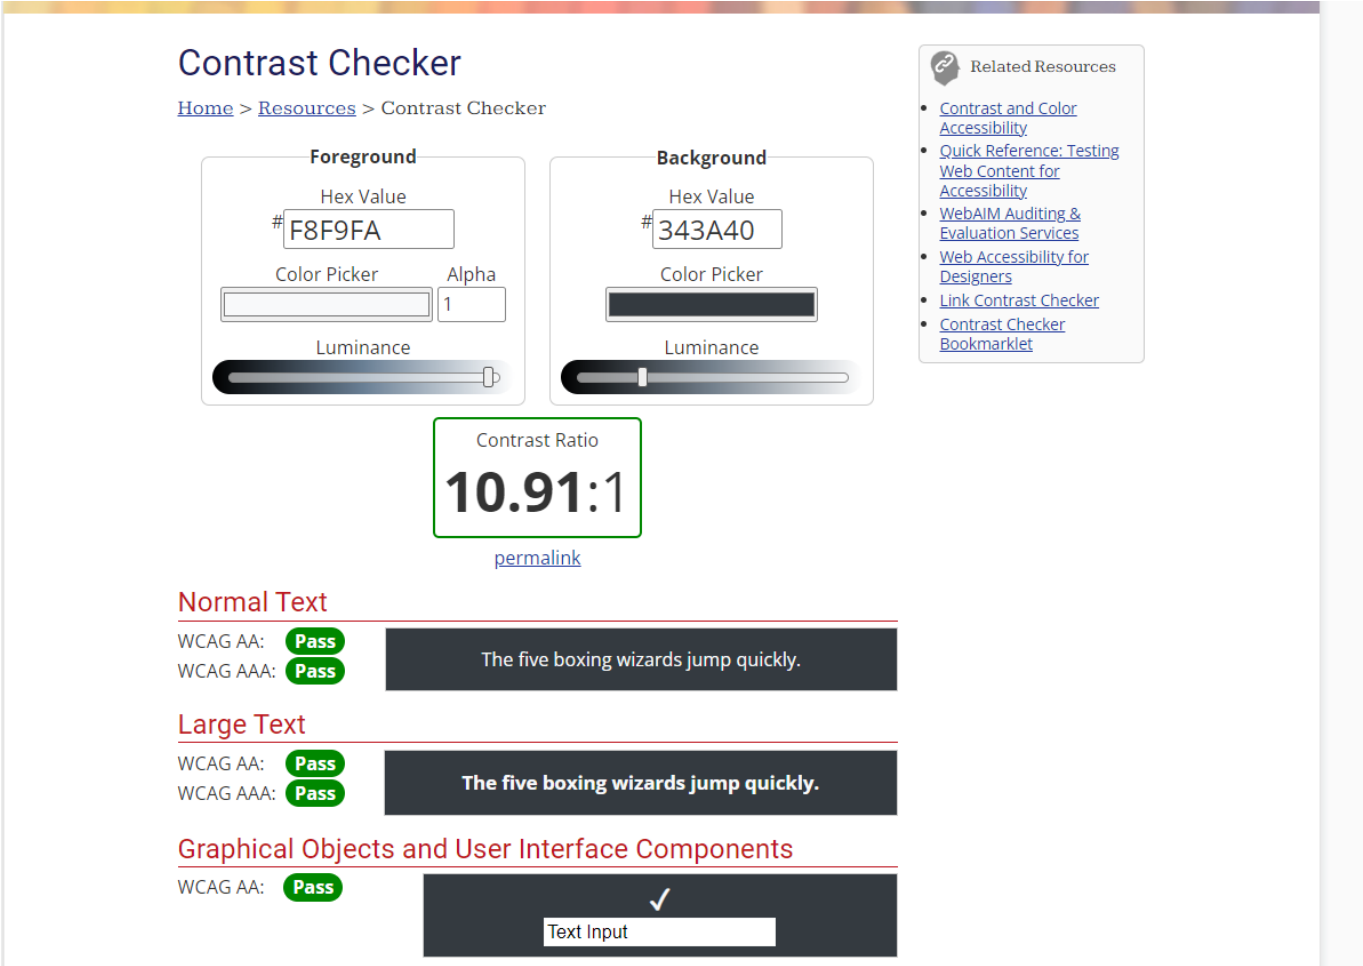 Contrast Checker
Home > Resources > Contrast Checker
Foreground
Hex Value
#F8F9FA
Color Picker Alpha
1
Luminance
Background
Hex Value
#343A40
Color Picker
Luminance
Contrast Ratio
10.91:1
permalink
Normal Text
WCAG AA: Pass
WCAG AAA: Pass
The five boxing wizards jump quickly.
Large Text
WCAG AA: Pass
WCAG AAA: Pass
The five boxing wizards jump quickly.
Graphical Objects and User Interface Components
WCAG AA: Pass
✓
Text Input
Related Resources
Contrast and Color
Accessibility
Quick Reference: Testing
Web Content for
Accessibility
WebAIM Auditing &
Evaluation Services
Web Accessibility for
Designers
Link Contrast Checker
Contrast Checker
Bookmarklet